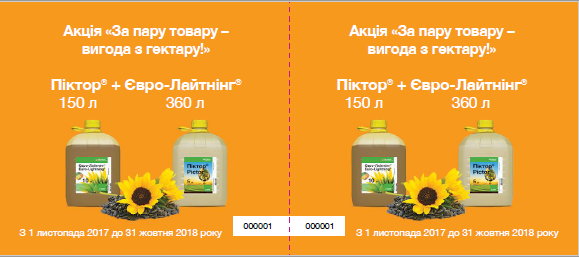 Акція «За пару товару –
вигода з гектару!»
Піктор® + Євро-Лайтнінг®
150 л 360 л
Євро-Лайтнінг®
Euro-Lightning®
10
Піктор®
Pictor®
З 1 листопада 2017 до 31 жовтня 2018 року
000001
Акція «За пару товару –
вигода з гектару!»
Піктор® + Євро-Лайтнінг®
150 л 360 л
Євро-Лайтнінг®
Euro-Lightning®
10
Піктор®
Pictor®
000001
З 1 листопада 2017 до 31 жовтня 2018 року